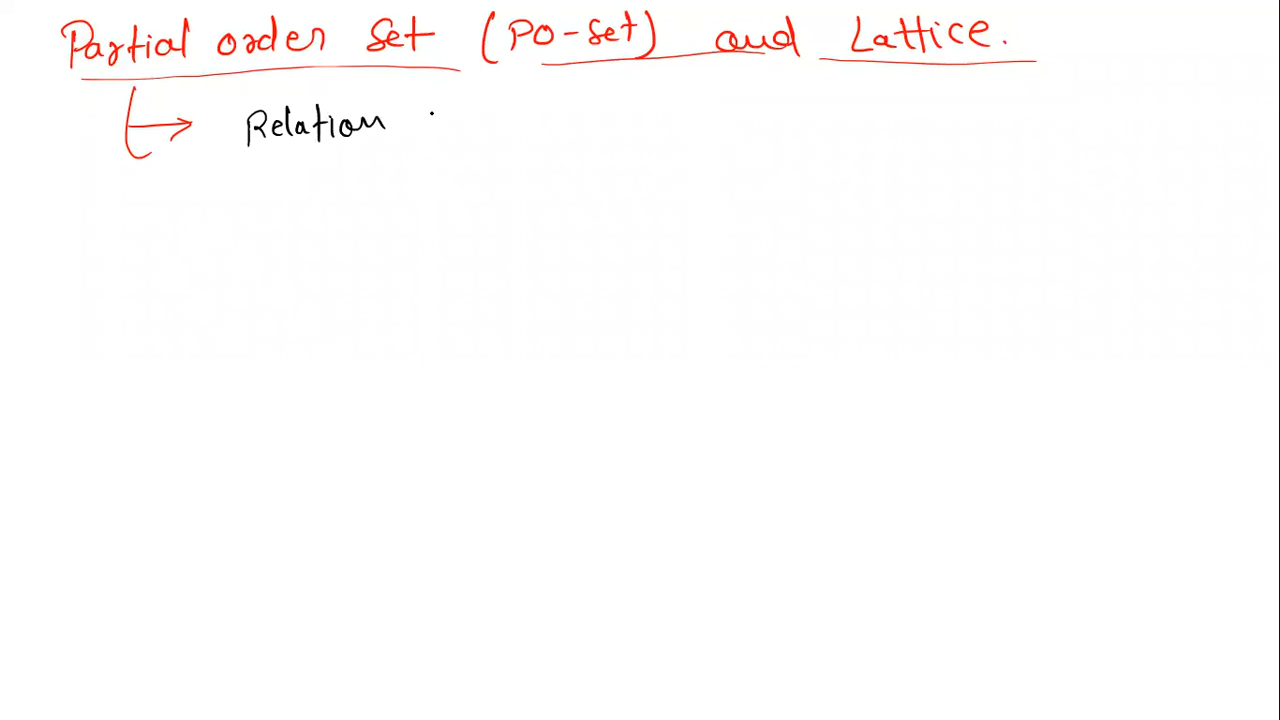 Partial order set (PO-set) and Lattice.
Relation